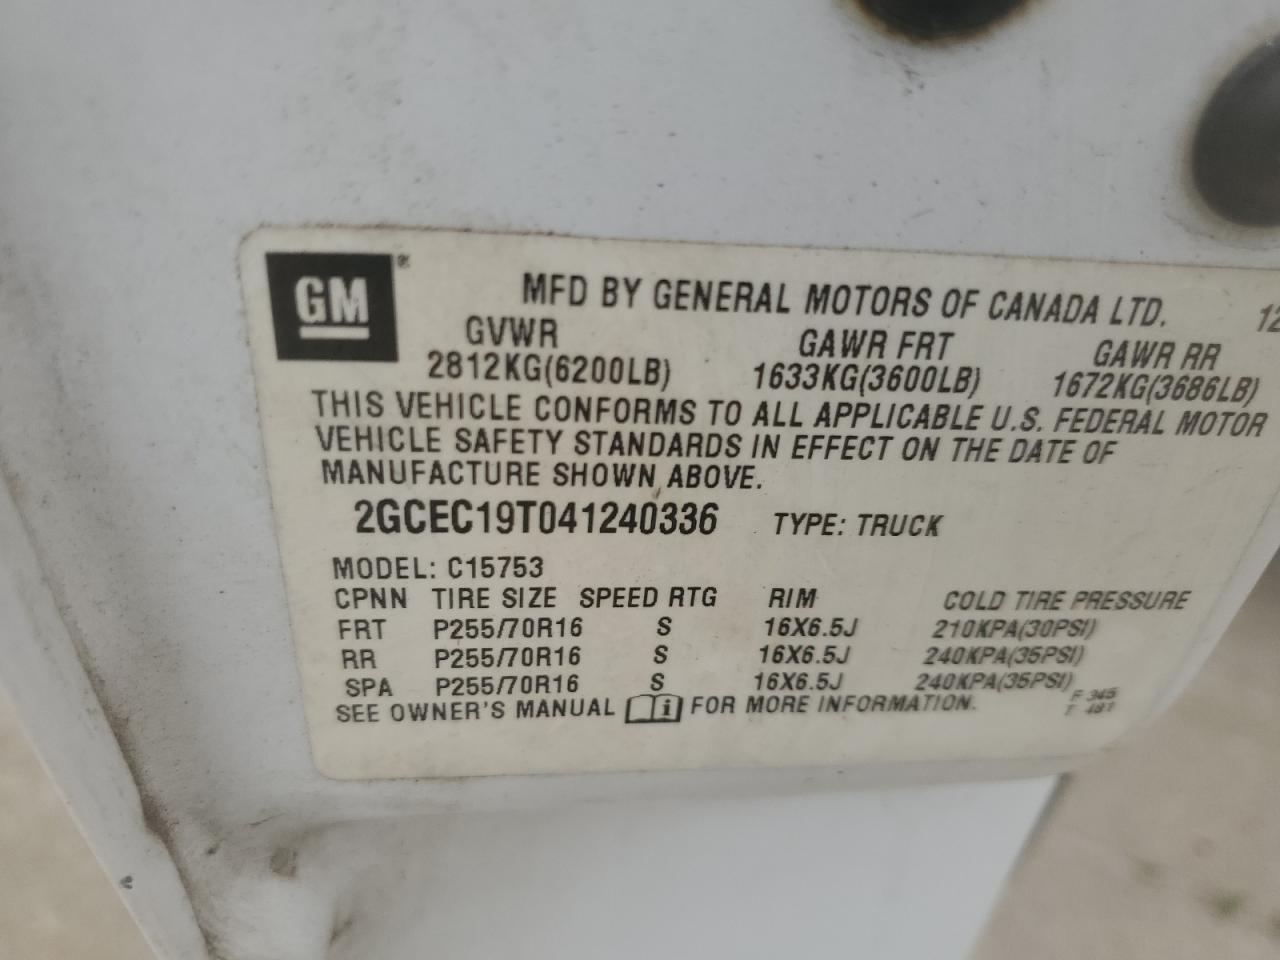 GM®
MFD BY GENERAL MOTORS OF CANADA LTD. 12
GVWR GAWR FRT GAWR RR
2812KG(6200LB) 1633KG(3600LB) 1672KG(3686LB)
THIS VEHICLE CONFORMS TO ALL APPLICABLE U.S. FEDERAL MOTOR
VEHICLE SAFETY STANDARDS IN EFFECT ON THE DATE OF
MANUFACTURE SHOWN ABOVE.
2GCEC19T041240336 TYPE: TRUCK
MODEL: C15753
CPNN TIRE SIZE SPEED RTG RIM COLD TIRE PRESSURE
FRT P255/70R16 S 16X6.5J 210KPA(30PSI)
RR P255/70R16 S 16X6.5J 240KPA(35PSI)
SPA P255/70R16 S 16X6.5J 240KPA(35PSI)
F 345
SEE OWNER'S MANUAL i FOR MORE INFORMATION.